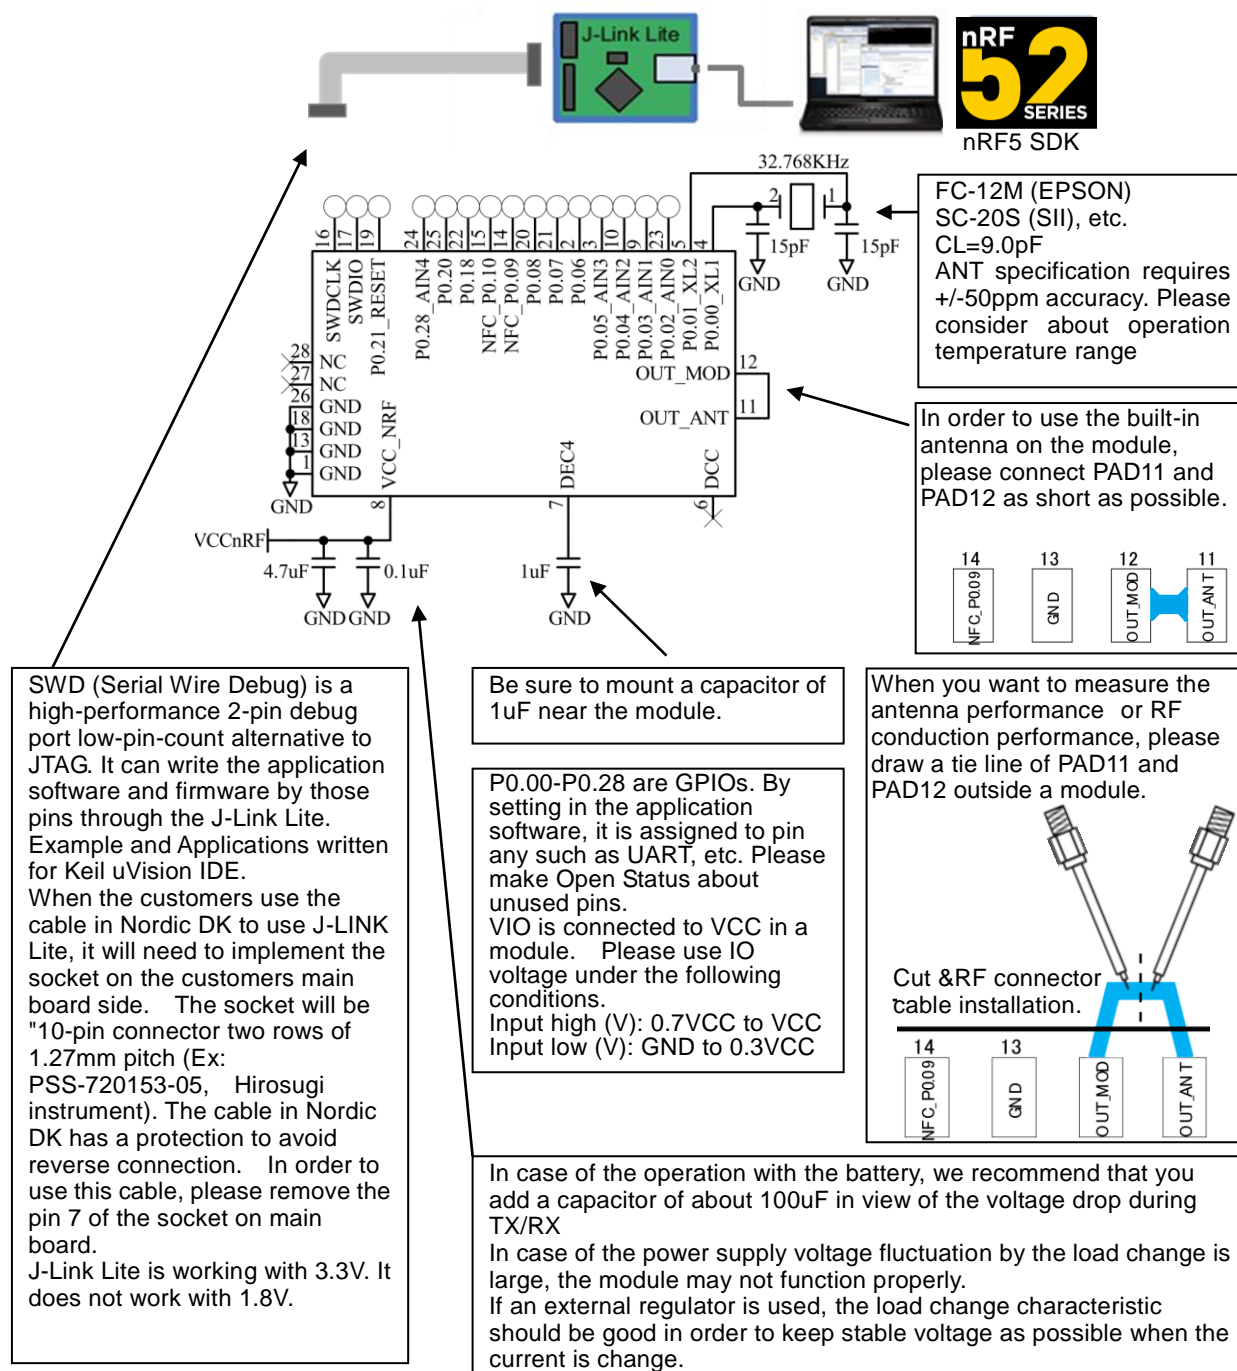 J-Link Lite
nRF
52
SERIES
nRF5 SDK
32.768KHz
2
1
15pF
15pF
GND
GND
FC-12M (EPSON)
SC-20S (SII), etc.
CL=9.0pF
ANT specification requires
+/-50ppm accuracy. Please
consider about operation
temperature range
16
17
19
24
25
22
15
14
20
21
2
3
10
9
23
5
4
SWDCLK
SWDIO
P0.21_RESET
P0.28_AIN4
P0.20
P0.18
NFC_P0.10
NFC_P0.09
P0.08
P0.07
P0.06
P0.05_AIN3
P0.04_AIN2
P0.03_AIN1
P0.02_AIN0
P0.01_XL2
P0.00_XL1
28 NC
27 NC
26 GND
18 GND
13 GND
1 GND
GND
OUT_MOD 12
OUT_ANT 11
VCC_NRF
8
DEC4
7
DCC
6
VCCnRF
4.7uF
0.1uF
1uF
GND
GND
GND
In order to use the built-in
antenna on the module,
please connect PAD11 and
PAD12 as short as possible.
14
13
12
11
NFC_P0.09
GND
OUT_MOD
OUT_ANT
SWD (Serial Wire Debug) is a
high-performance 2-pin debug
port low-pin-count alternative to
JTAG. It can write the application
software and firmware by those
pins through the J-Link Lite.
Example and Applications written
for Keil uVision IDE.
When the customers use the
cable in Nordic DK to use J-LINK
Lite, it will need to implement the
socket on the customers main
board side. The socket will be
"10-pin connector two rows of
1.27mm pitch (Ex:
PSS-720153-05, Hirosugi
instrument). The cable in Nordic
DK has a protection to avoid
reverse connection. In order to
use this cable, please remove the
pin 7 of the socket on main
board.
J-Link Lite is working with 3.3V. It
does not work with 1.8V.
Be sure to mount a capacitor of
1uF near the module.
P0.00-P0.28 are GPIOs. By
setting in the application
software, it is assigned to pin
any such as UART, etc. Please
make Open Status about
unused pins.
VIO is connected to VCC in a
module. Please use IO
voltage under the following
conditions.
Input high (V): 0.7VCC to VCC
Input low (V): GND to 0.3VCC
When you want to measure the
antenna performance or RF
conduction performance, please
draw a tie line of PAD11 and
PAD12 outside a module.
Cut &RF connector
cable installation.
14
13
NFC_P0.09
GND
OUT_MOD
OUT_ANT
In case of the operation with the battery, we recommend that you
add a capacitor of about 100uF in view of the voltage drop during
TX/RX
In case of the power supply voltage fluctuation by the load change is
large, the module may not function properly.
If an external regulator is used, the load change characteristic
should be good in order to keep stable voltage as possible when the
current is change.